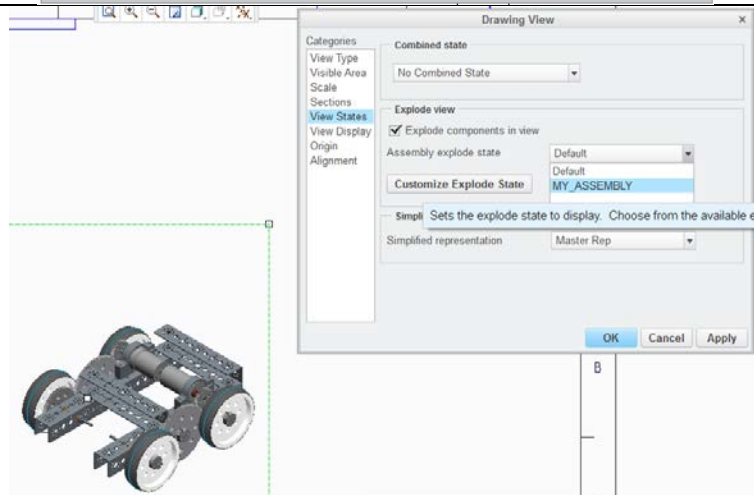 Drawing View
Categories
View Type
Visible Area
Scale
Sections
View States
View Display
Origin
Alignment
Combined state
No Combined State
Explode view
Explode components in view
Assembly explode state
Default
Default
MY_ASSEMBLY
Customize Explode State
Simpli
Sets the explode state to display. Choose from the available e
Simplified representation
Master Rep
OK
Cancel
Apply
B